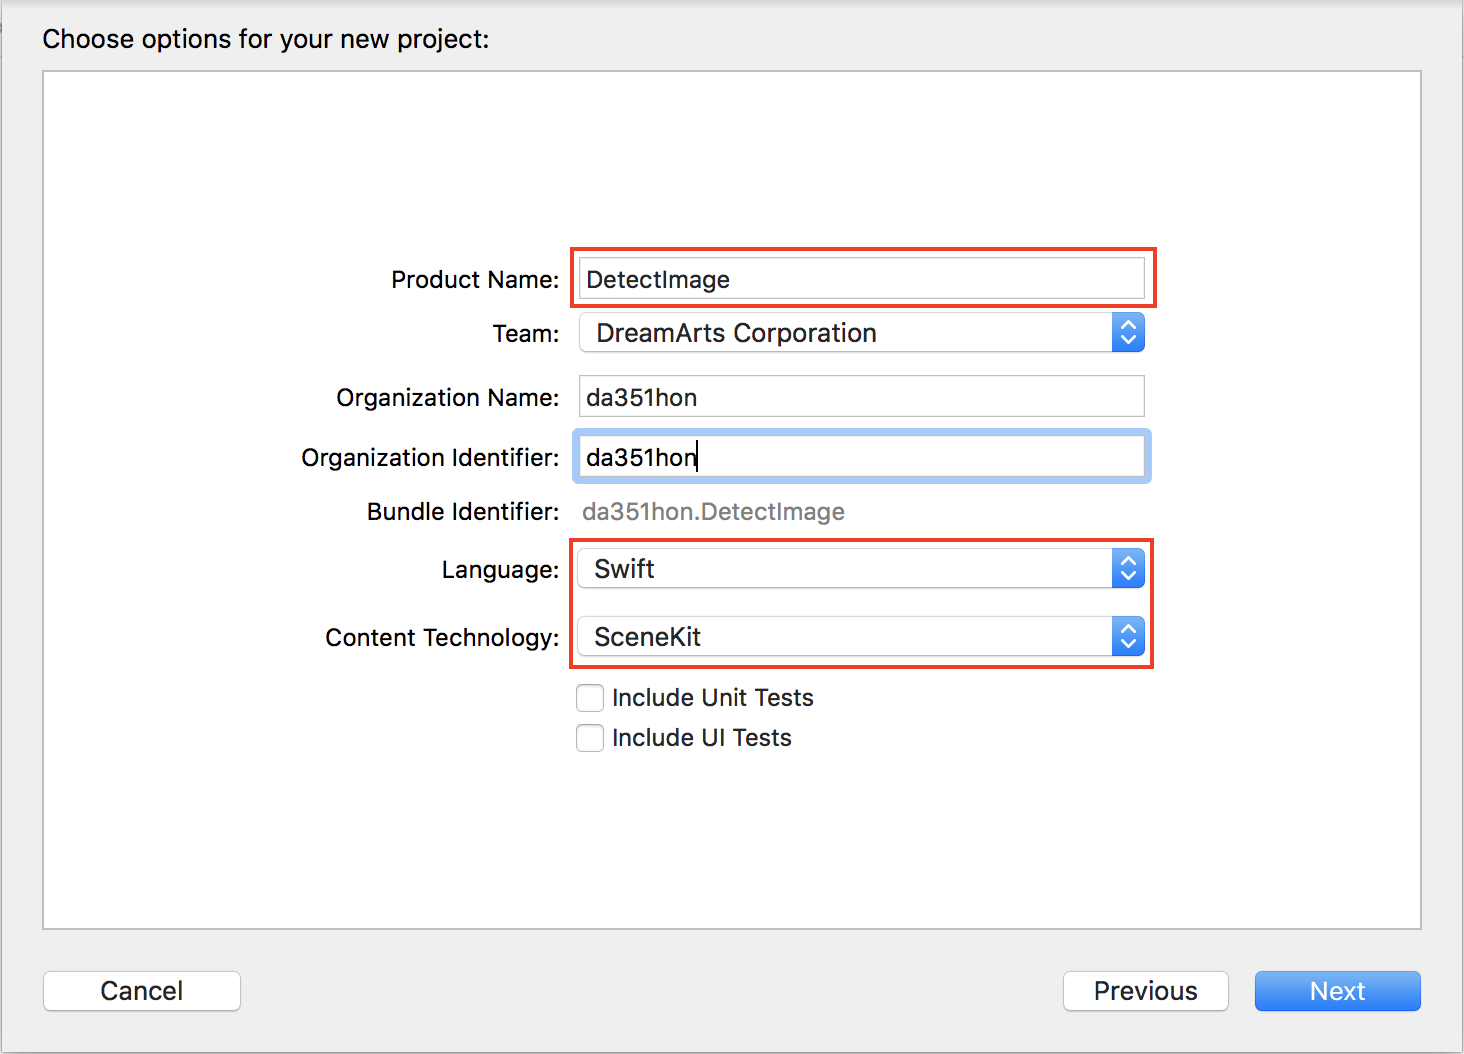 Choose options for your new project:
Product Name: DetectImage
Team: DreamArts Corporation
Organization Name: da351hon
Organization Identifier: da351hon
Bundle Identifier: da351hon.DetectImage
Language: Swift
Content Technology: SceneKit
Include Unit Tests
Include UI Tests
Cancel Previous Next